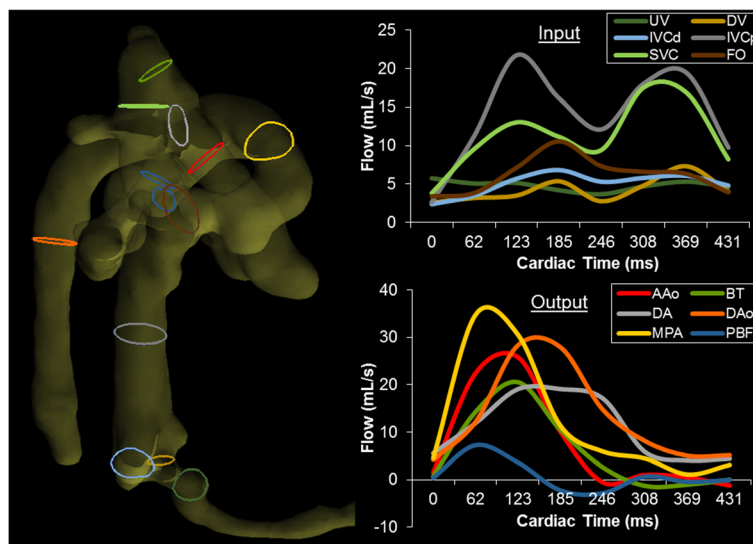 Input
UV DV
IVCd IVCp
SVC FO
Flow (mL/s)
25
20
15
10
5
0
0 62 123 185 246 308 369 431
Cardiac Time (ms)
Output
AAo BT
DA DAo
MPA PBF
Flow (mL/s)
40
30
20
10
0
-10
0 62 123 185 246 308 369 431
Cardiac Time (ms)